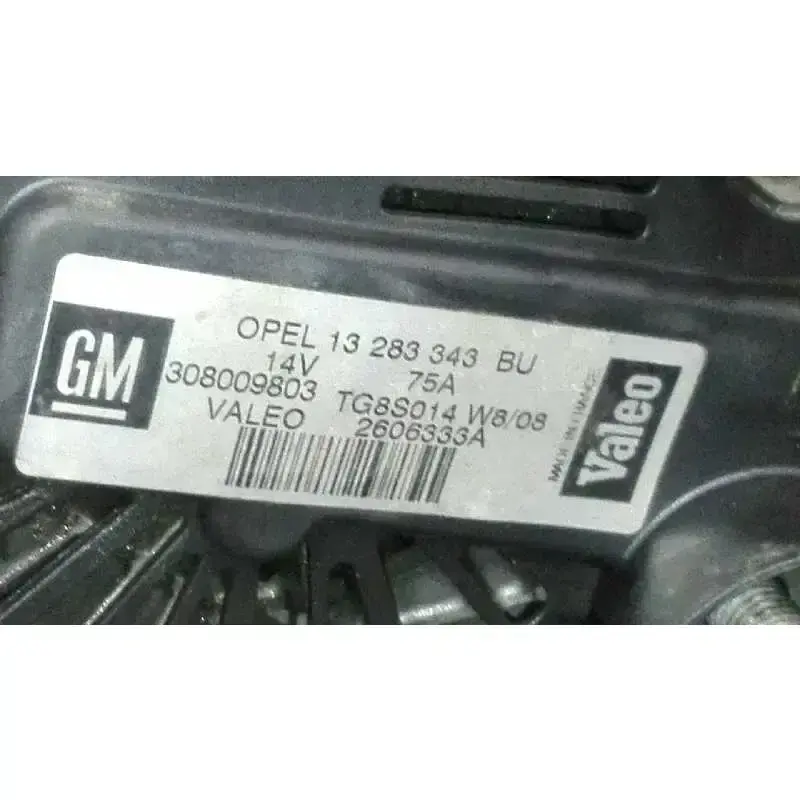 GM
OPEL 13 283 343 BU
14V 75A
308009803 TG8S014 W8/08
VALEO 2606333A
MADE IN FRANCE
Valeo